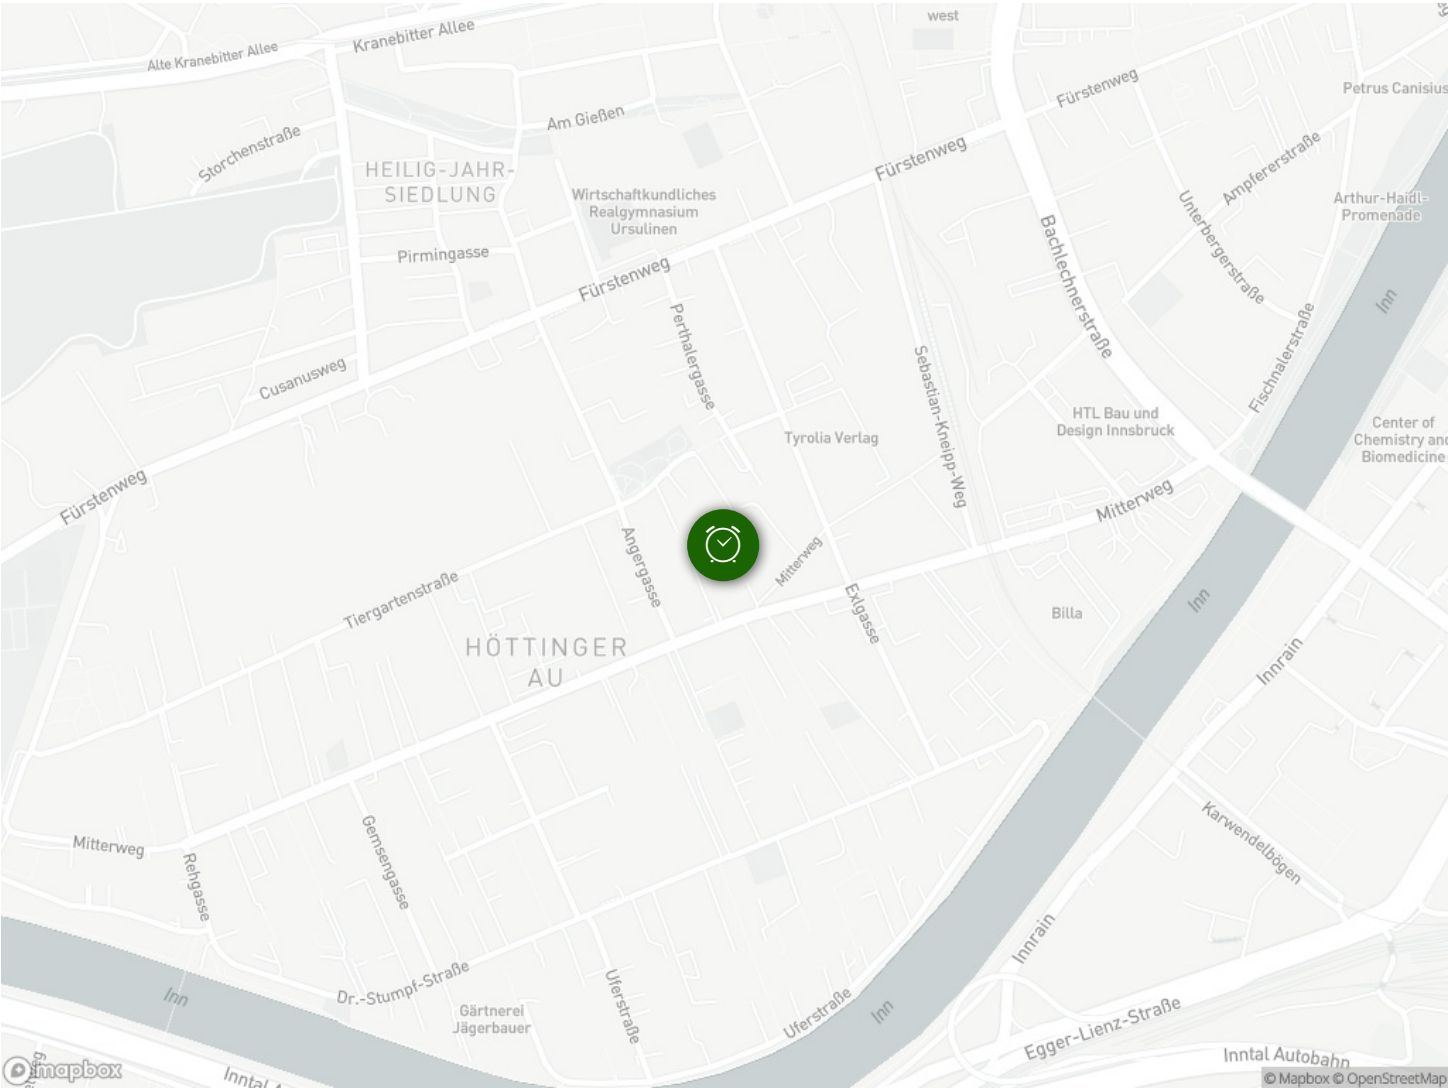 west
Kranebitter Allee
Alte Kranebitter Allee
Fürstenweg
Petrus Canisius
Am Gießen
Storchenstraße
HEILIG-JAHR-
SIEDLUNG
Fürstenweg
Ampfererstraße
Wirtschaftkundliches
Realgymnasium
Ursulinen
Arthur-Haidl-
Promenade
Unterbergerstraße
Bachlechnerstraße
Pirmingasse
Fürstenweg
Inn
Perthalergasse
Sebastian-Kneipp-Weg
Fischnalerstraße
Cusanusweg
HTL Bau und
Design Innsbruck
Tyrolia Verlag
Center of
Chemistry and
Biomedicine
Fürstenweg
Mitterweg
Angergasse
Mitterweg
Tiergartenstraße
Exlgasse
Inn
Billa
HÖTTINGER
AU
Innrain
Mitterweg
Gemsengasse
Rehgasse
Karwendelbögen
Innrain
Dr.-Stumpf-Straße
Inn
Uferstraße
Gärtnerei
Jägerbauer
Uferstraße
Inn
Egger-Lienz-Straße
Inntal Autobahn
mapbox
© Mapbox © OpenStreetMap